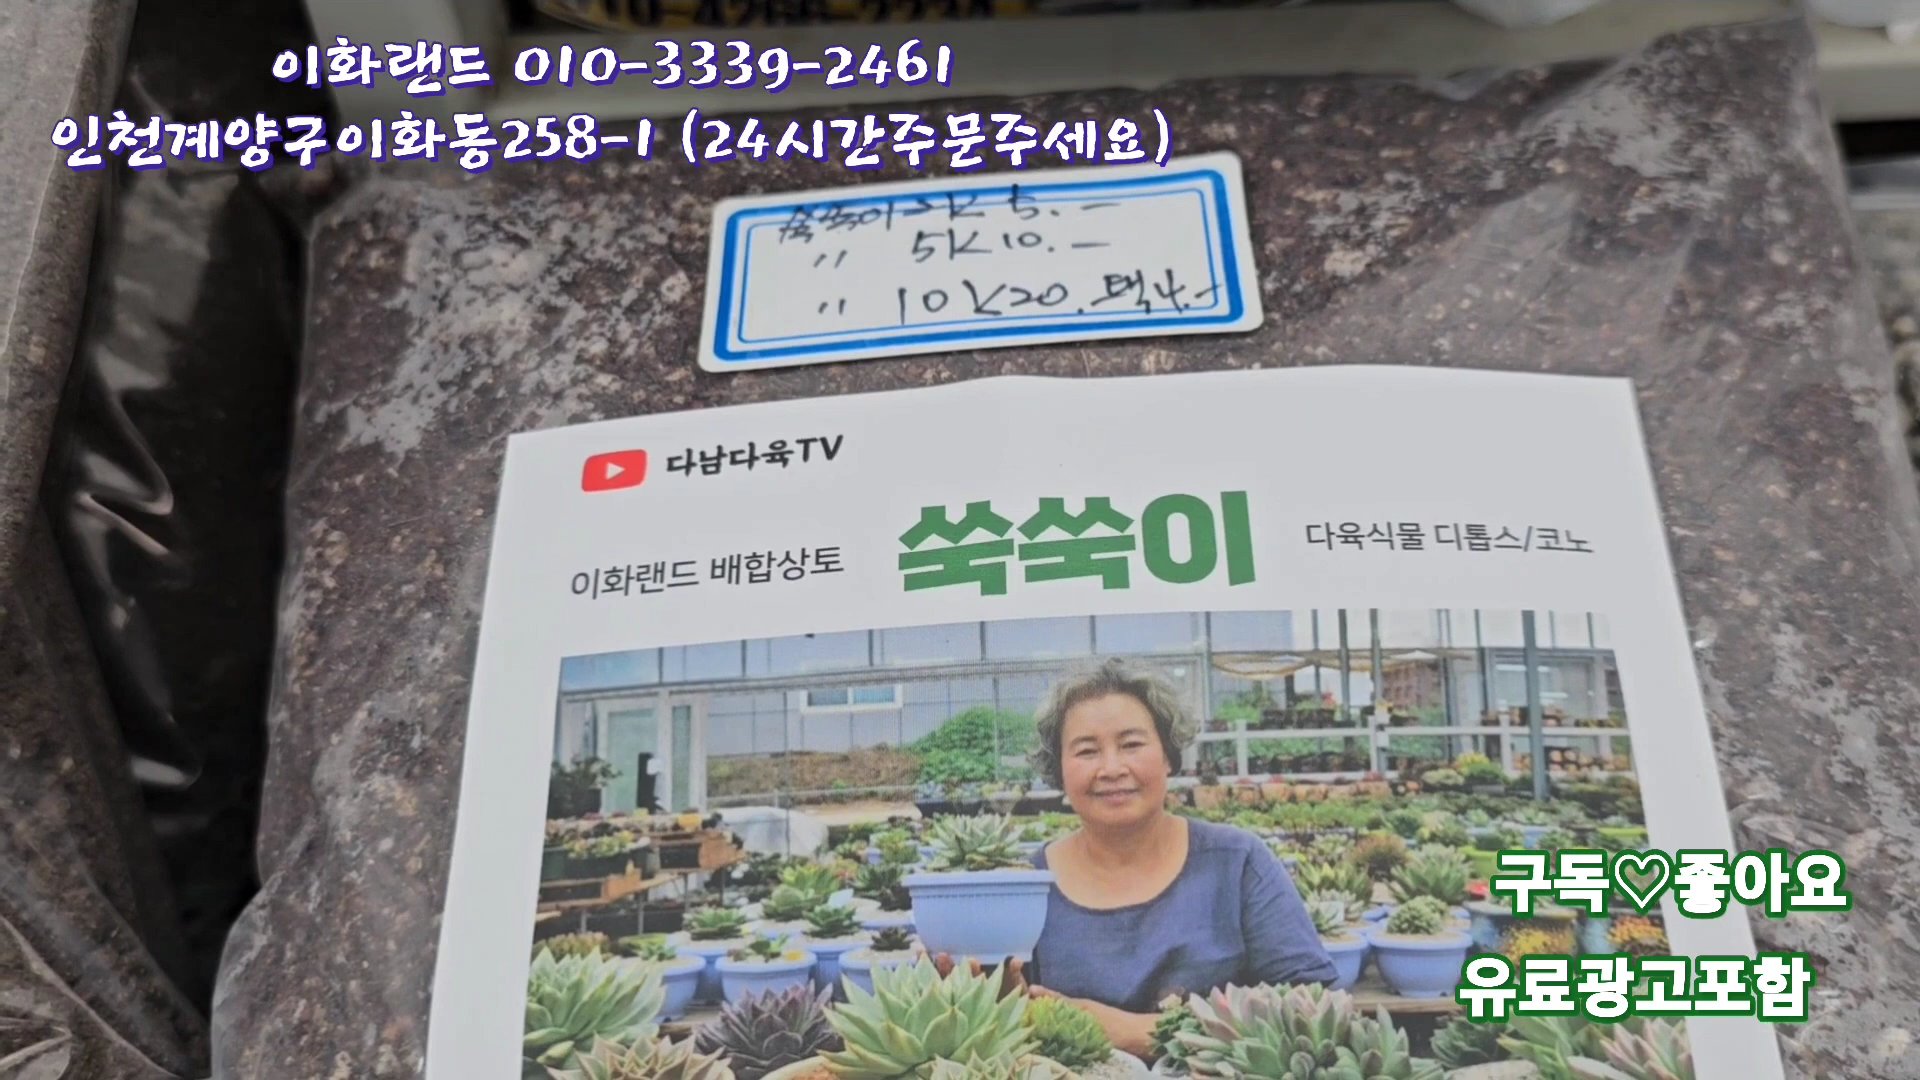 이화랜드 010-3339-2461
인천계양구이화동258-1 (24시간주문주세요)
쑥쑥이 2K 5.-
〃 5K 10.-
〃 10K 20. 택4.-
다남다육TV
이화랜드 배합상토
쑥쑥이
다육식물 디톱스/코노
구독♡좋아요
유료광고포함